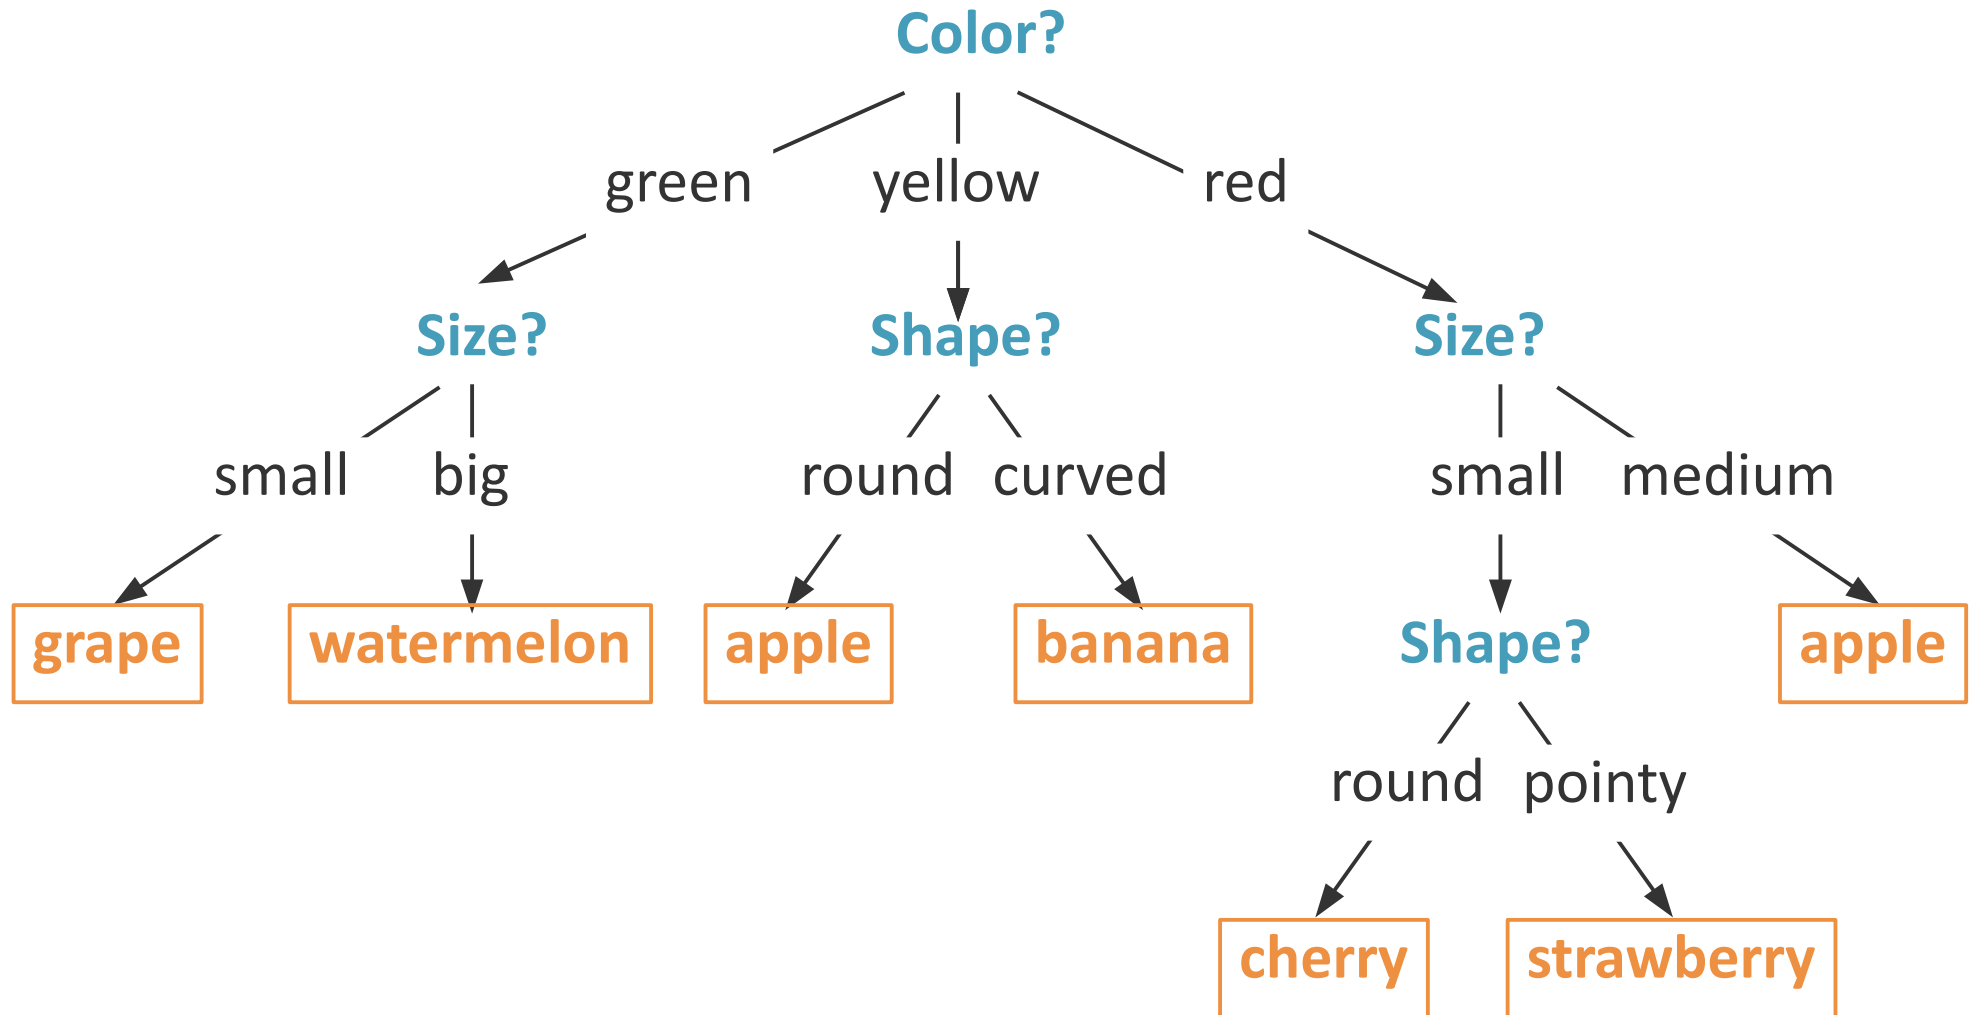 Color?
green yellow red
Size? Shape? Size?
small big round curved small medium
grape watermelon apple banana Shape? apple
round pointy
cherry strawberry